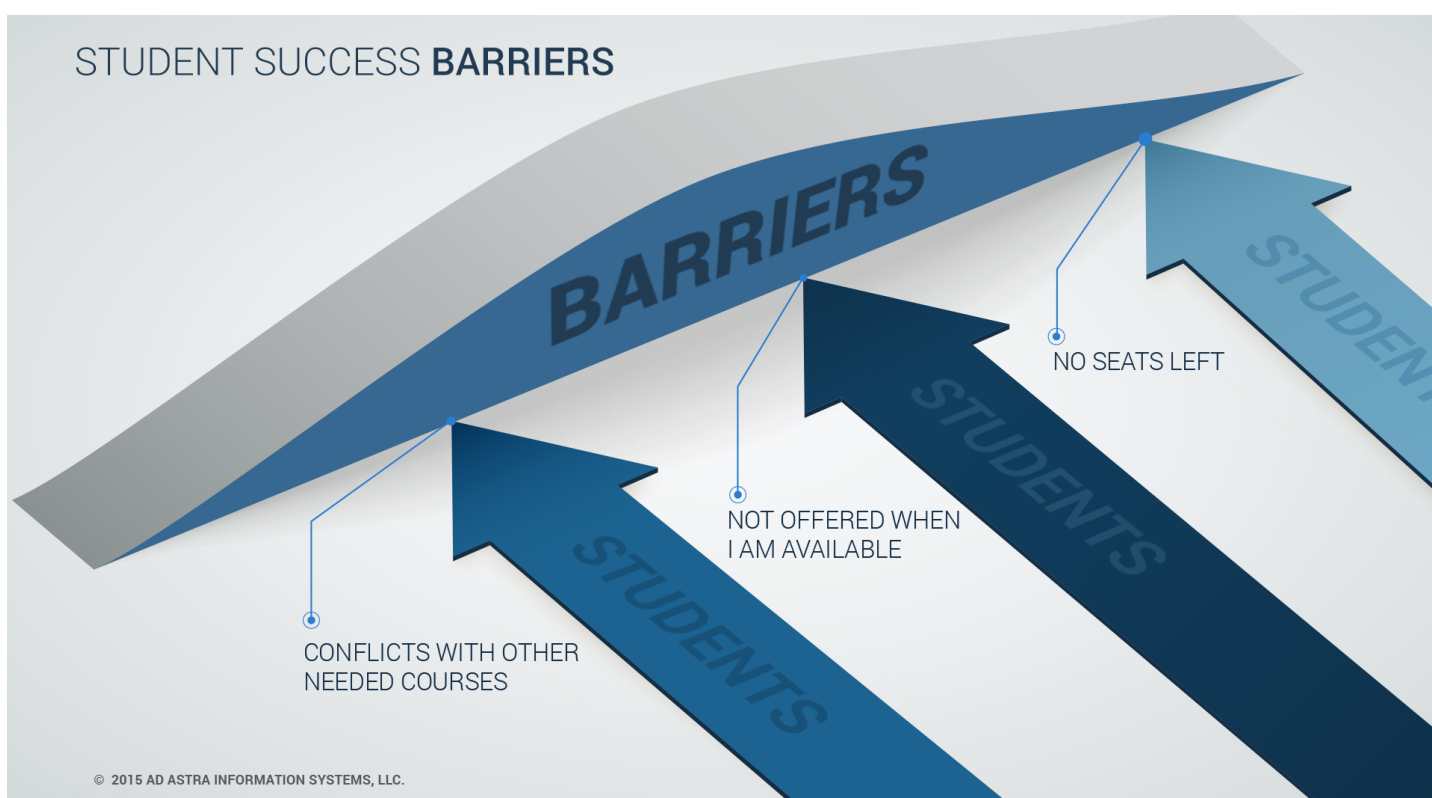 STUDENT SUCCESS BARRIERS
BARRIERS
STUDENTS
NO SEATS LEFT
STUDENTS
NOT OFFERED WHEN
I AM AVAILABLE
STUDENTS
CONFLICTS WITH OTHER
NEEDED COURSES
© 2015 AD ASTRA INFORMATION SYSTEMS, LLC.